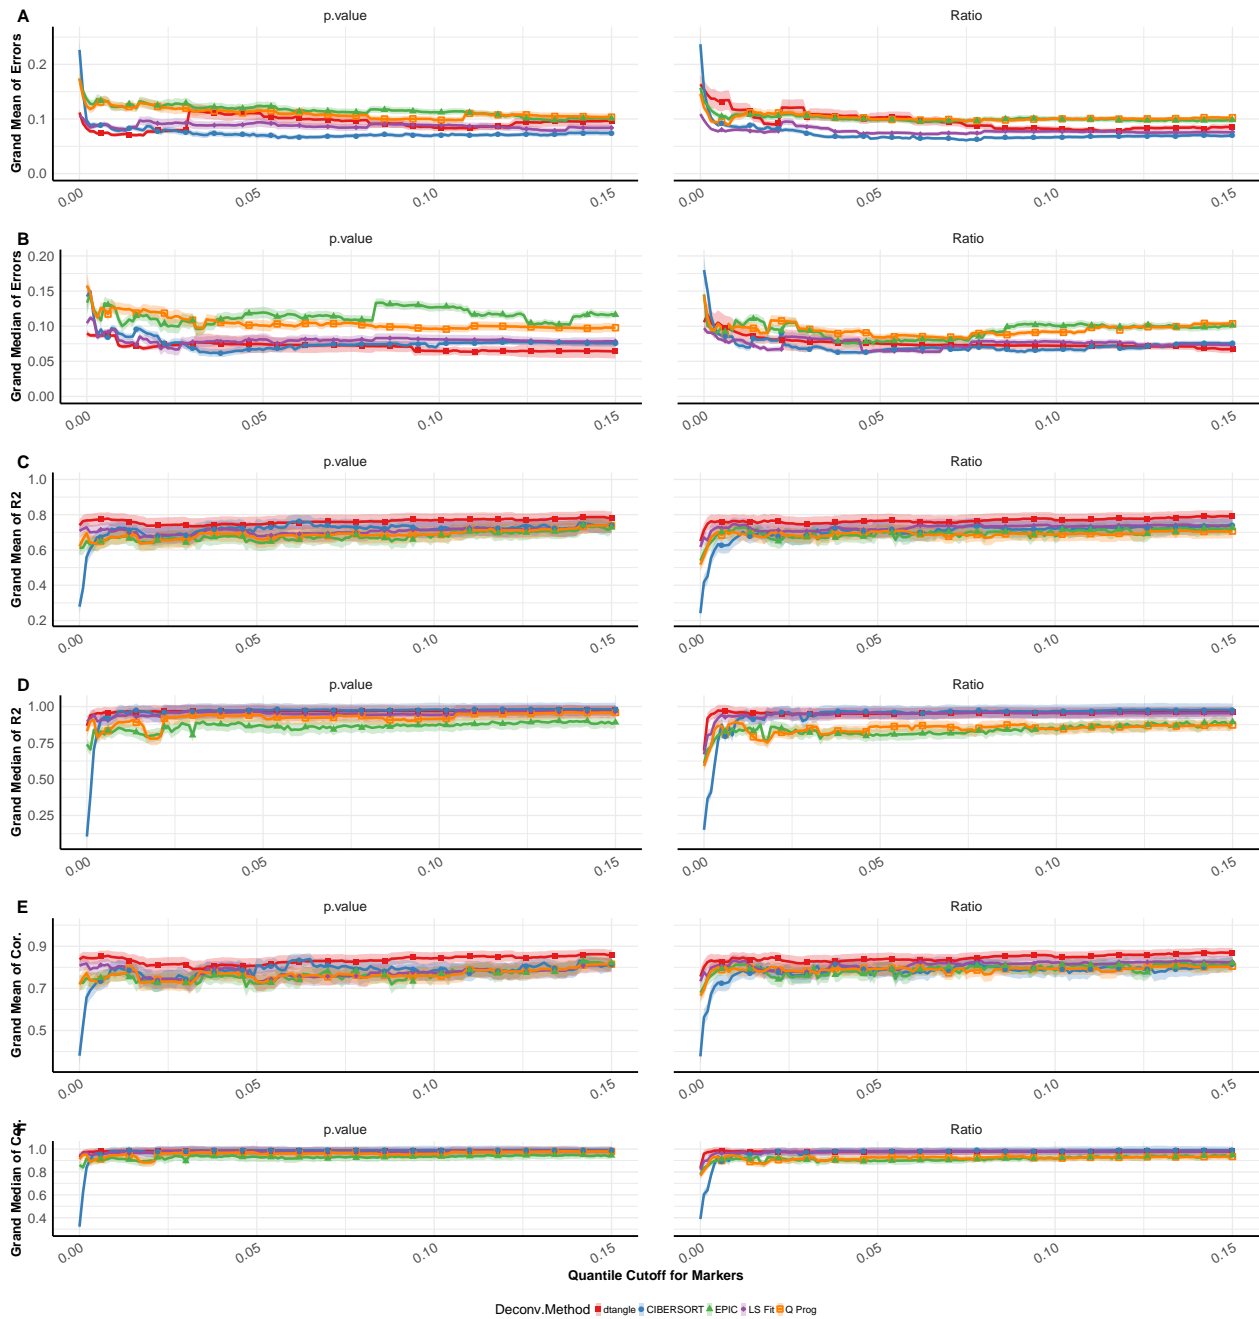 A
p.value
Ratio
Grand Mean of Errors
0.2
0.1
0.0
0.00
0.05
0.10
0.15
0.00
0.05
0.10
0.15
B
p.value
Ratio
Grand Median of Errors
0.20
0.15
0.10
0.05
0.00
0.00
0.05
0.10
0.15
0.00
0.05
0.10
0.15
C
p.value
Ratio
Grand Mean of R2
1.0
0.8
0.6
0.4
0.2
0.00
0.05
0.10
0.15
0.00
0.05
0.10
0.15
D
p.value
Ratio
Grand Median of R2
1.00
0.75
0.50
0.25
0.00
0.05
0.10
0.15
0.00
0.05
0.10
0.15
E
p.value
Ratio
Grand Mean of Cor.
0.9
0.7
0.5
0.00
0.05
0.10
0.15
0.00
0.05
0.10
0.15
F
p.value
Ratio
Grand Median of Cor.
1.0
0.8
0.6
0.4
0.00
0.05
0.10
0.15
0.00
0.05
0.10
0.15
Quantile Cutoff for Markers
Deconv.Method dtangle CIBERSORT EPIC LS Fit Q Prog